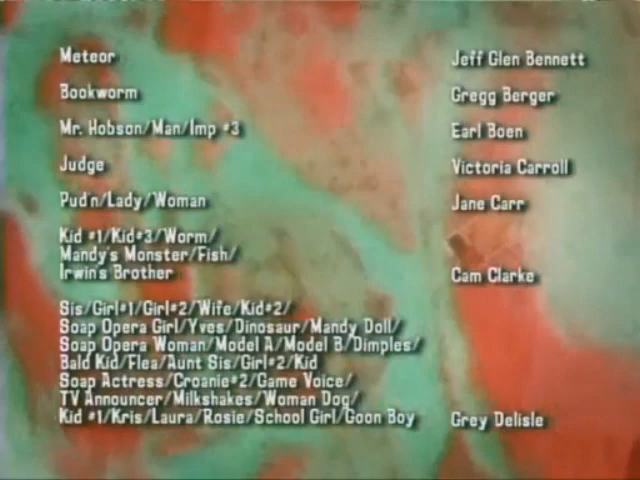 Meteor Jeff Glen Bennett
Bookworm Gregg Berger
Mr. Hobson/Man/Imp #3 Earl Boen
Judge Victoria Carroll
Pud'n/Lady/Woman Jane Carr
Kid #1/Kid#3/Worm/
Mandy's Monster/Fish/
Irwin's Brother Cam Clarke
Sis/Girl#1/Girl#2/Wife/Kid#2/
Soap Opera Girl/Yves/Dinosaur/Mandy Doll/
Soap Opera Woman/Model A/Model B/Dimples/
Bald Kid/Flea/Aunt Sis/Girl#2/Kid
Soap Actress/Croanie#2/Game Voice/
TV Announcer/Milkshakes/Woman Dog/
Kid #1/Kris/Laura/Rosie/School Girl/Goon Boy Grey Delisle